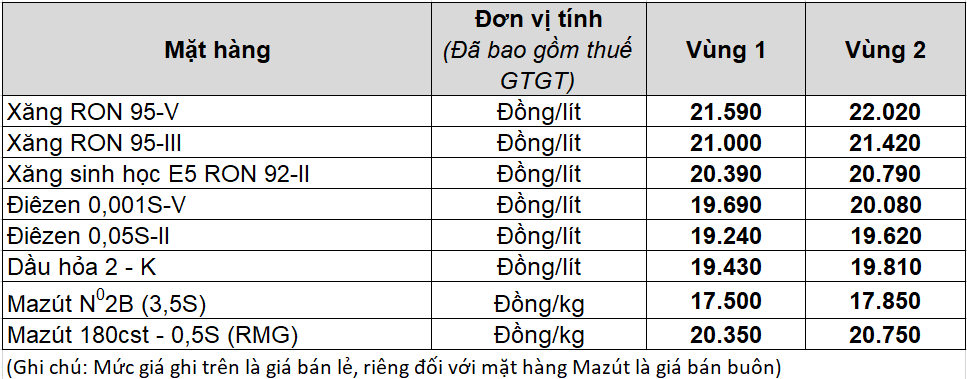 Mặt hàng Đơn vị tính (Đã bao gồm thuế GTGT) Vùng 1 Vùng 2
Xăng RON 95-V Đồng/lít 21.590 22.020
Xăng RON 95-III Đồng/lít 21.000 21.420
Xăng sinh học E5 RON 92-II Đồng/lít 20.390 20.790
Điêzen 0,001S-V Đồng/lít 19.690 20.080
Điêzen 0,05S-II Đồng/lít 19.240 19.620
Dầu hỏa 2 - K Đồng/lít 19.430 19.810
Mazút N⁰2B (3,5S) Đồng/kg 17.500 17.850
Mazút 180cst - 0,5S (RMG) Đồng/kg 20.350 20.750
(Ghi chú: Mức giá ghi trên là giá bán lẻ, riêng đối với mặt hàng Mazút là giá bán buôn)